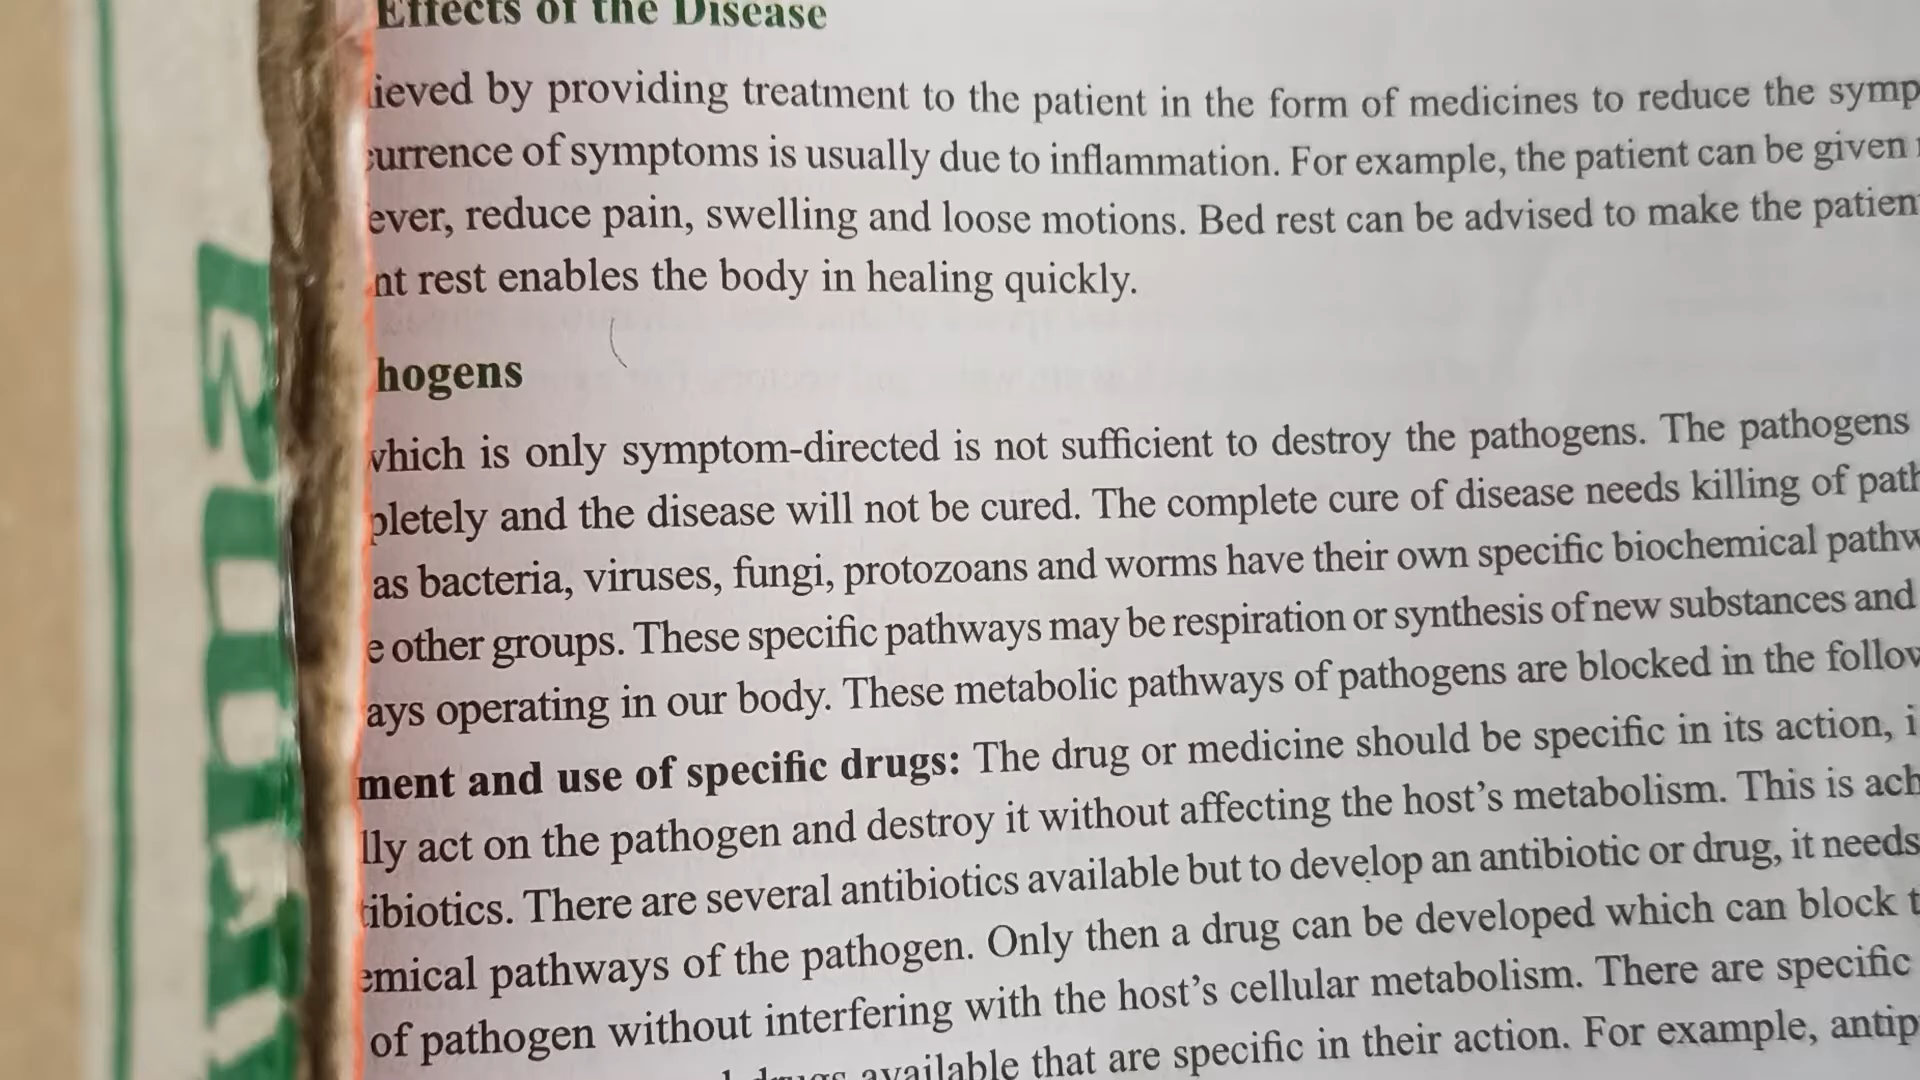 Effects of the Disease
ieved by providing treatment to the patient in the form of medicines to reduce the symp
currence of symptoms is usually due to inflammation. For example, the patient can be given
ever, reduce pain, swelling and loose motions. Bed rest can be advised to make the patien
nt rest enables the body in healing quickly.
hogens
which is only symptom-directed is not sufficient to destroy the pathogens. The pathogens
pletely and the disease will not be cured. The complete cure of disease needs killing of path
as bacteria, viruses, fungi, protozoans and worms have their own specific biochemical pathw
e other groups. These specific pathways may be respiration or synthesis of new substances and
ays operating in our body. These metabolic pathways of pathogens are blocked in the follow
ment and use of specific drugs: The drug or medicine should be specific in its action, i
lly act on the pathogen and destroy it without affecting the host's metabolism. This is ach
tibiotics. There are several antibiotics available but to develop an antibiotic or drug, it needs
emical pathways of the pathogen. Only then a drug can be developed which can block t
of pathogen without interfering with the host's cellular metabolism. There are specific
drugs available that are specific in their action. For example, antip